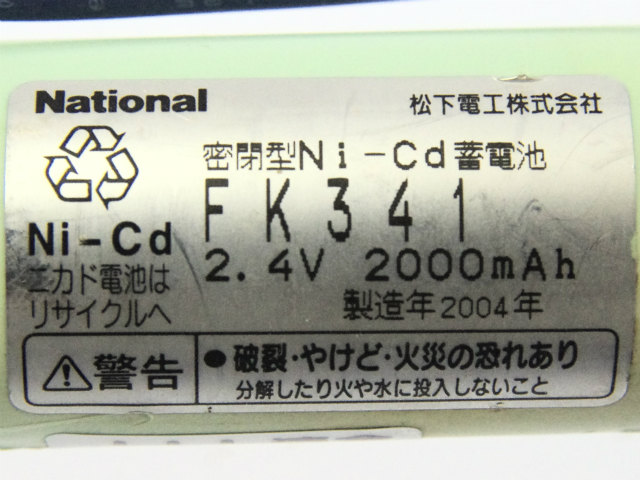 National 松下電工株式会社
密閉型Ni-Cd蓄電池
FK341
Ni-Cd
2.4V 2000mAh
ニカド電池は
リサイクルへ
製造年2004年
警告
●破裂・やけど・火災の恐れあり
分解したり火や水に投入しないこと